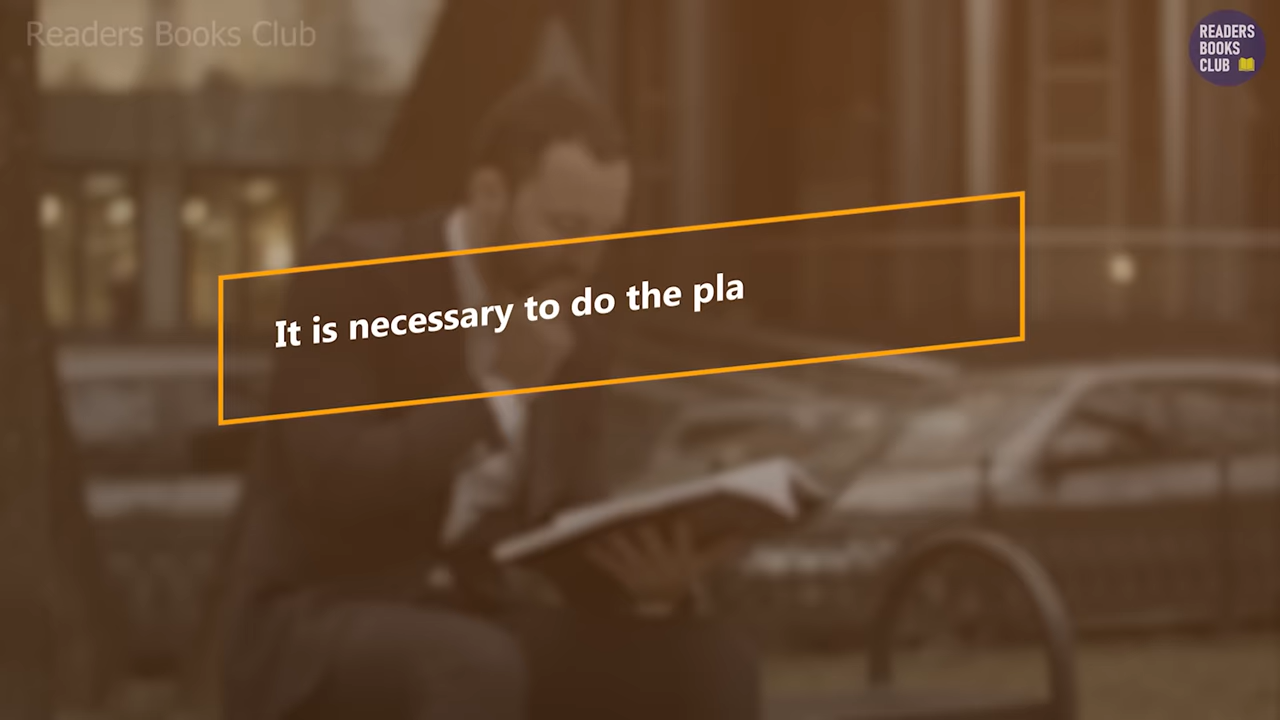 Readers Books Club
READERS
BOOKS
CLUB
It is necessary to do the pla